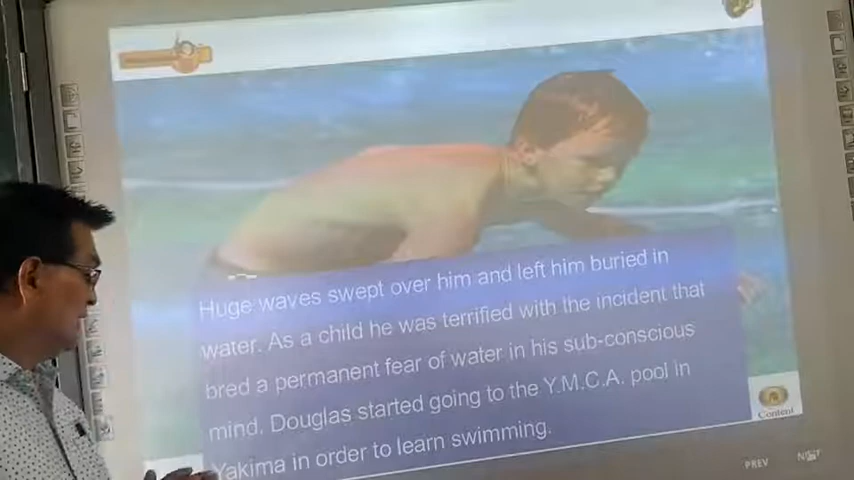 Huge waves swept over him and left him buried in
water. As a child he was terrified with the incident that
bred a permanent fear of water in his sub-conscious
mind. Douglas started going to the Y.M.C.A. pool in
Yakima in order to learn swimming.
Content
PREV